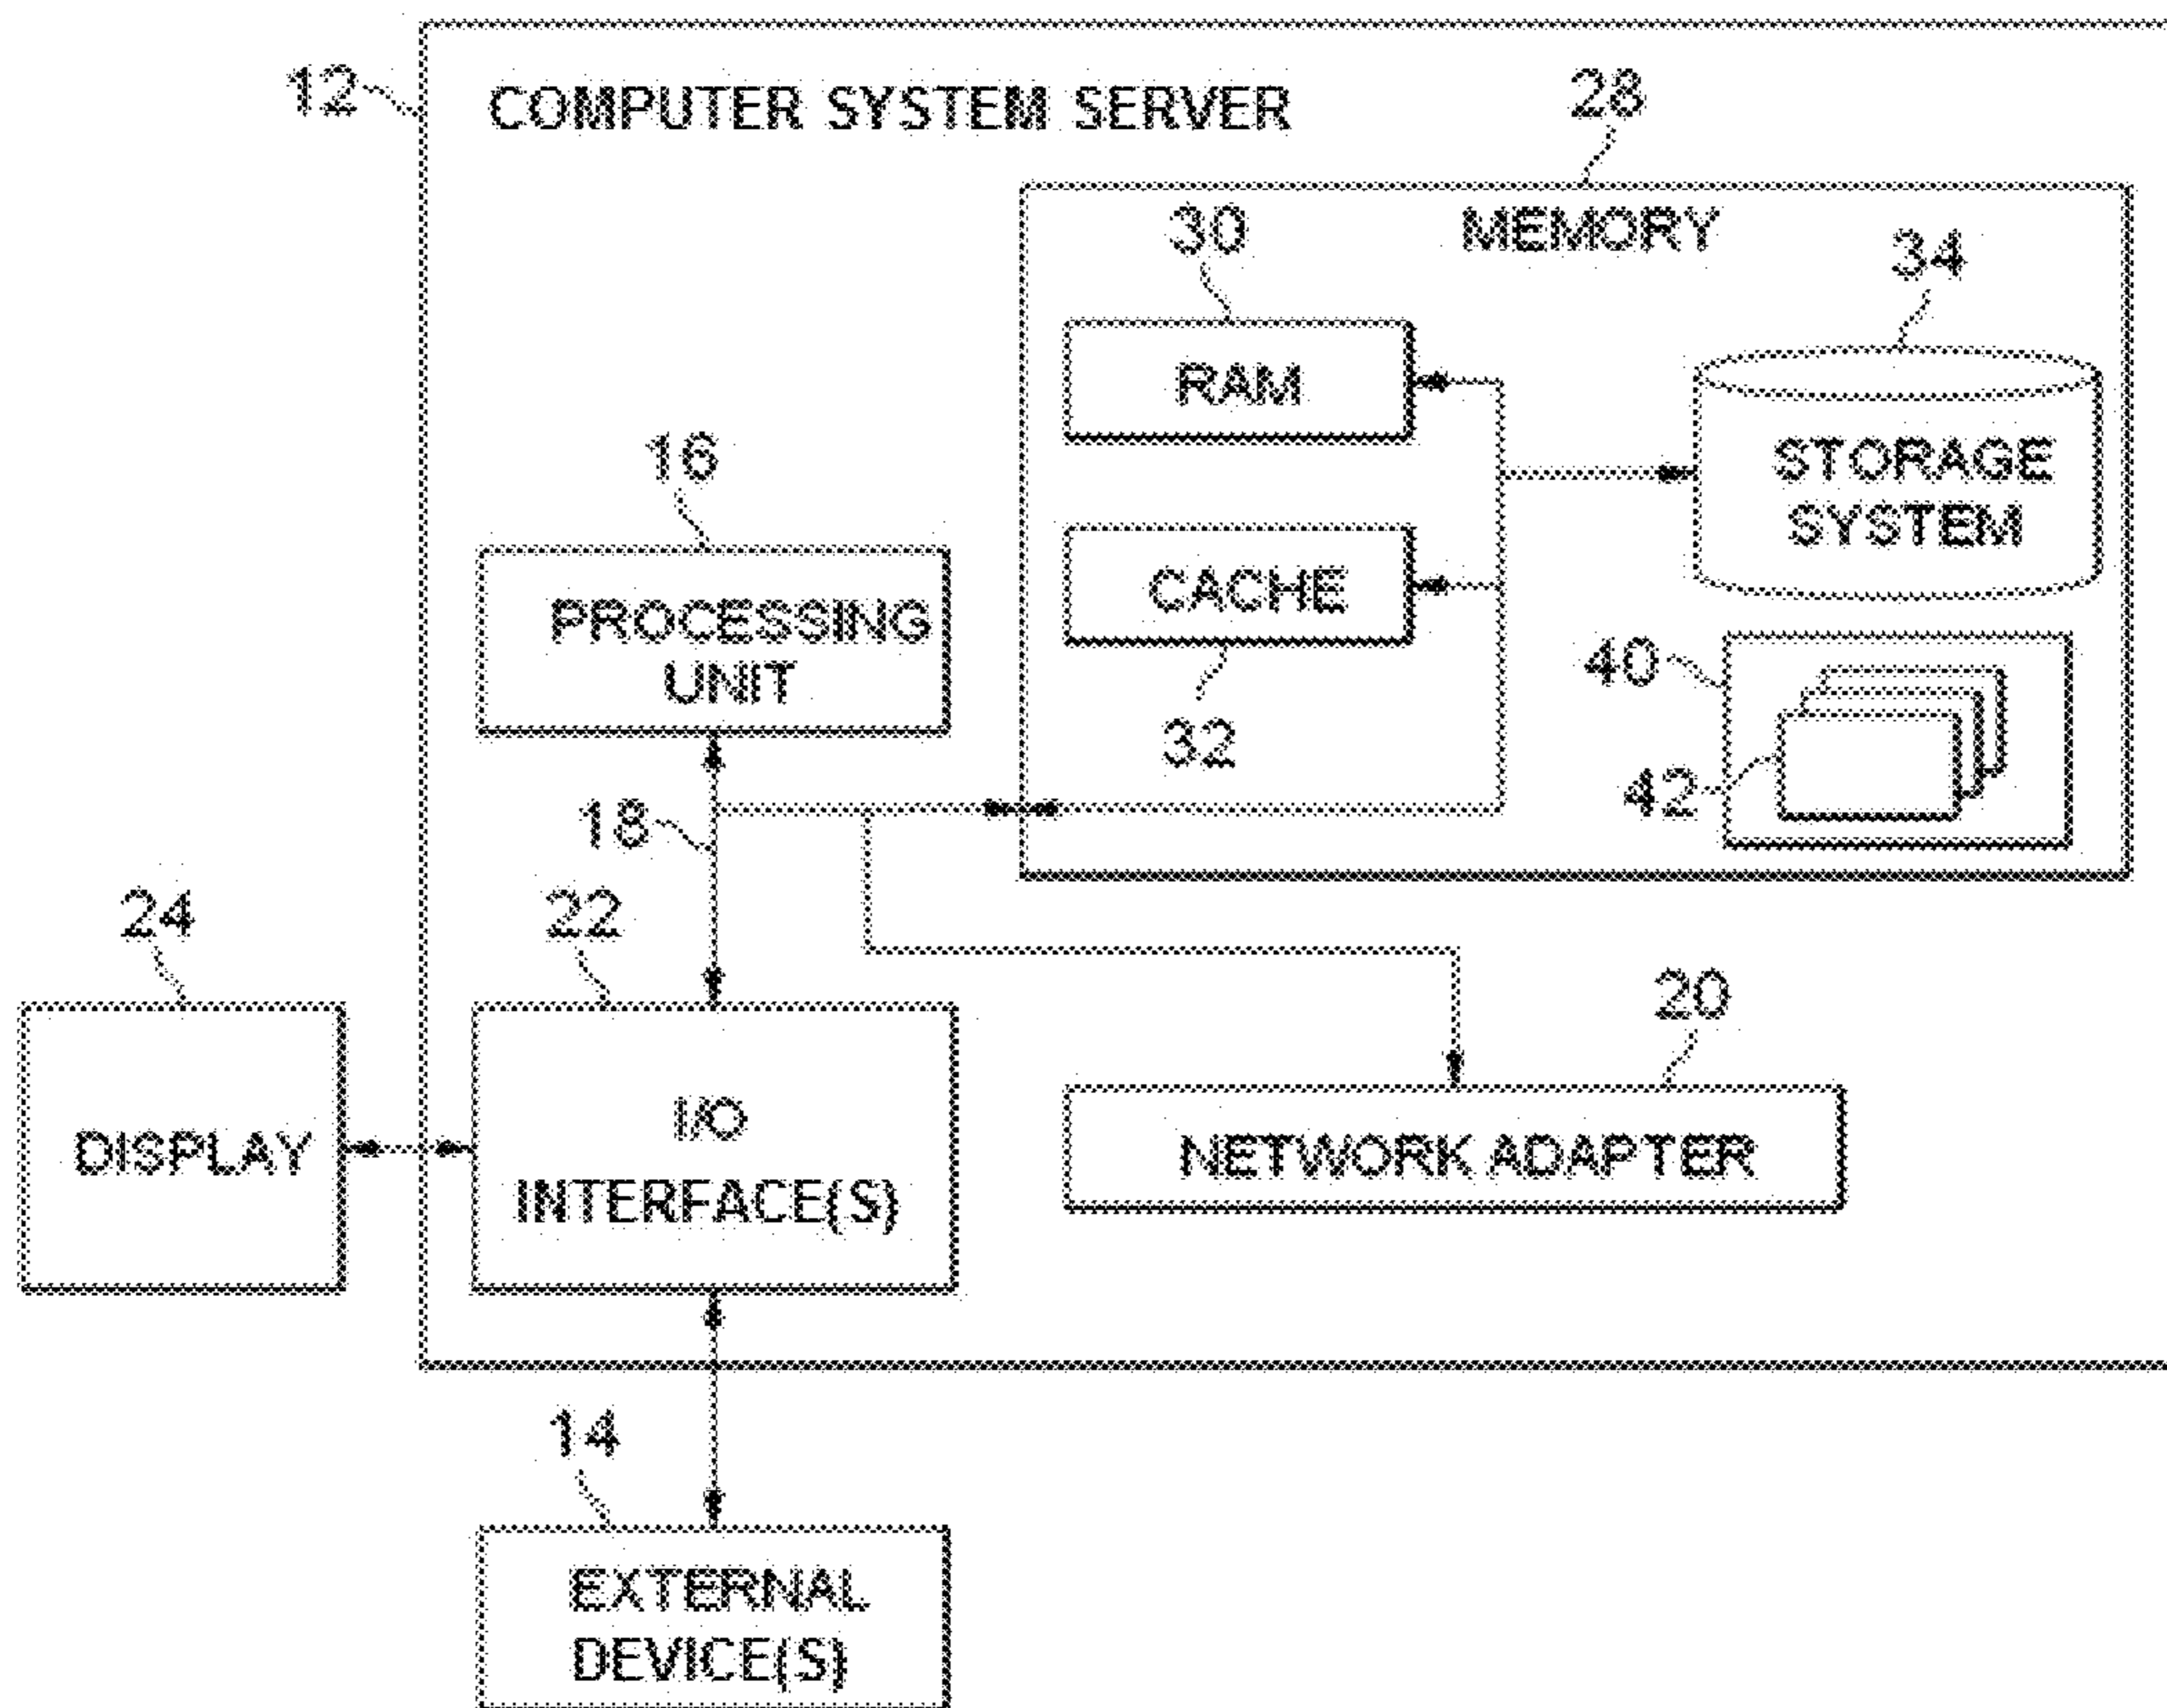 12
COMPUTER SYSTEM SERVER
28
MEMORY
30
34
RAM
STORAGE
SYSTEM
16
PROCESSING
UNIT
CACHE
32
40
42
18
24
22
20
DISPLAY
I/O
INTERFACE(S)
NETWORK ADAPTER
14
EXTERNAL
DEVICE(S)